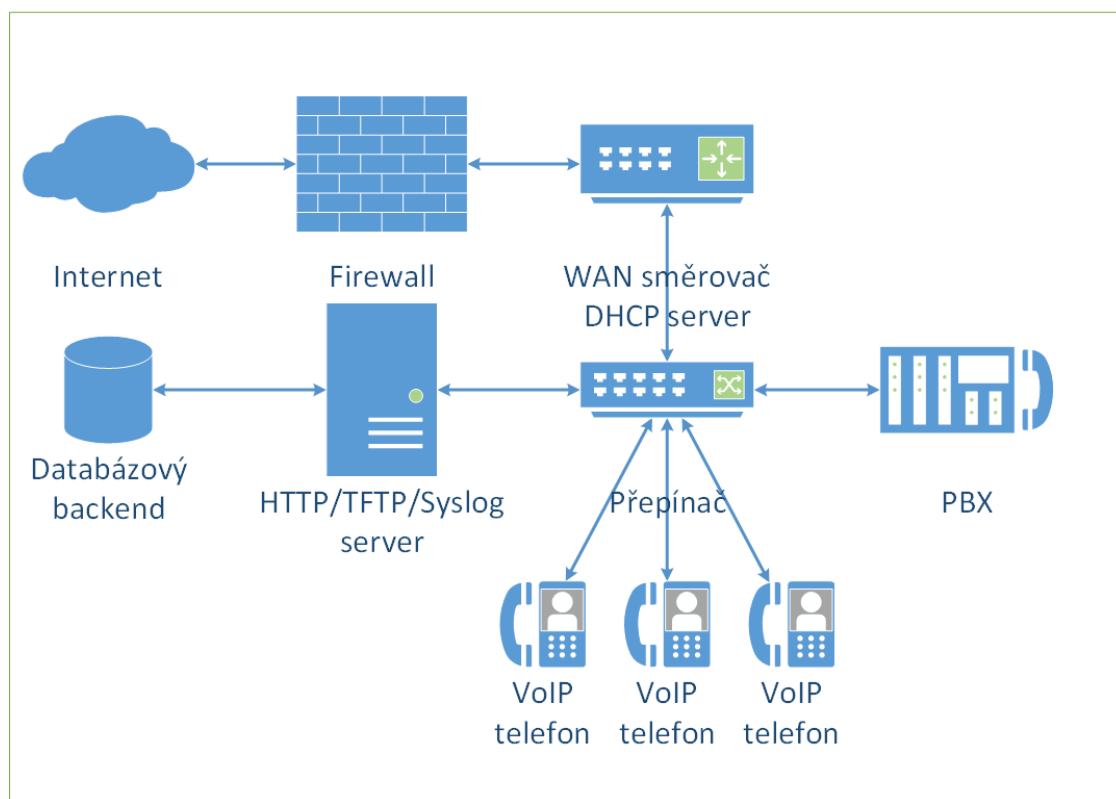 Internet
Firewall
WAN směrovač
DHCP server
Databázový
backend
HTTP/TFTP/Syslog
server
Přepínač
PBX
VoIP
telefon
VoIP
telefon
VoIP
telefon